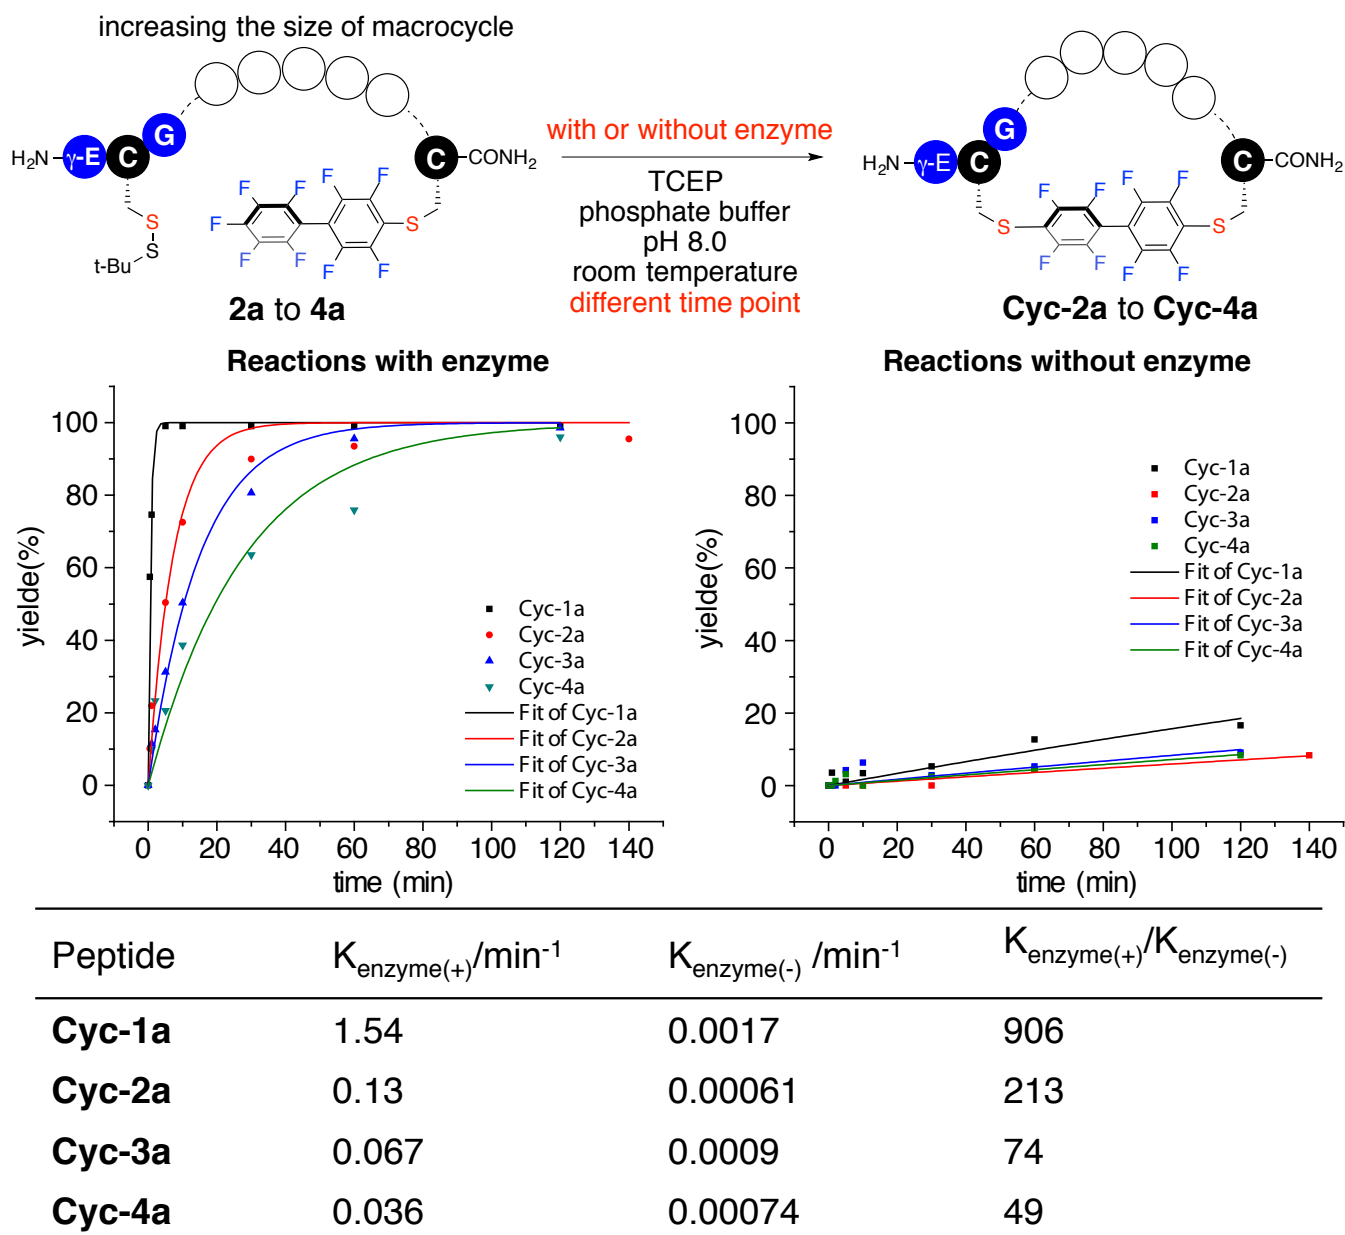 increasing the size of macrocycle
H₂N γ-E C G C CONH₂
F F F F F F F F F
S S S
t-Bu
2a to 4a
with or without enzyme
TCEP
phosphate buffer
pH 8.0
room temperature
different time point
H₂N γ-E C G C CONH₂
F F F F F F F F
S S
Cyc-2a to Cyc-4a
Reactions with enzyme
yielde(%)
100
80
60
40
20
0
Cyc-1a
Cyc-2a
Cyc-3a
Cyc-4a
Fit of Cyc-1a
Fit of Cyc-2a
Fit of Cyc-3a
Fit of Cyc-4a
0 20 40 60 80 100 120 140
time (min)
Reactions without enzyme
yielde(%)
100
80
60
40
20
0
Cyc-1a
Cyc-2a
Cyc-3a
Cyc-4a
Fit of Cyc-1a
Fit of Cyc-2a
Fit of Cyc-3a
Fit of Cyc-4a
0 20 40 60 80 100 120 140
time (min)
Peptide K enzyme(+)/min⁻¹ K enzyme(-) /min⁻¹ K enzyme(+)/K enzyme(-)
Cyc-1a 1.54 0.0017 906
Cyc-2a 0.13 0.00061 213
Cyc-3a 0.067 0.0009 74
Cyc-4a 0.036 0.00074 49